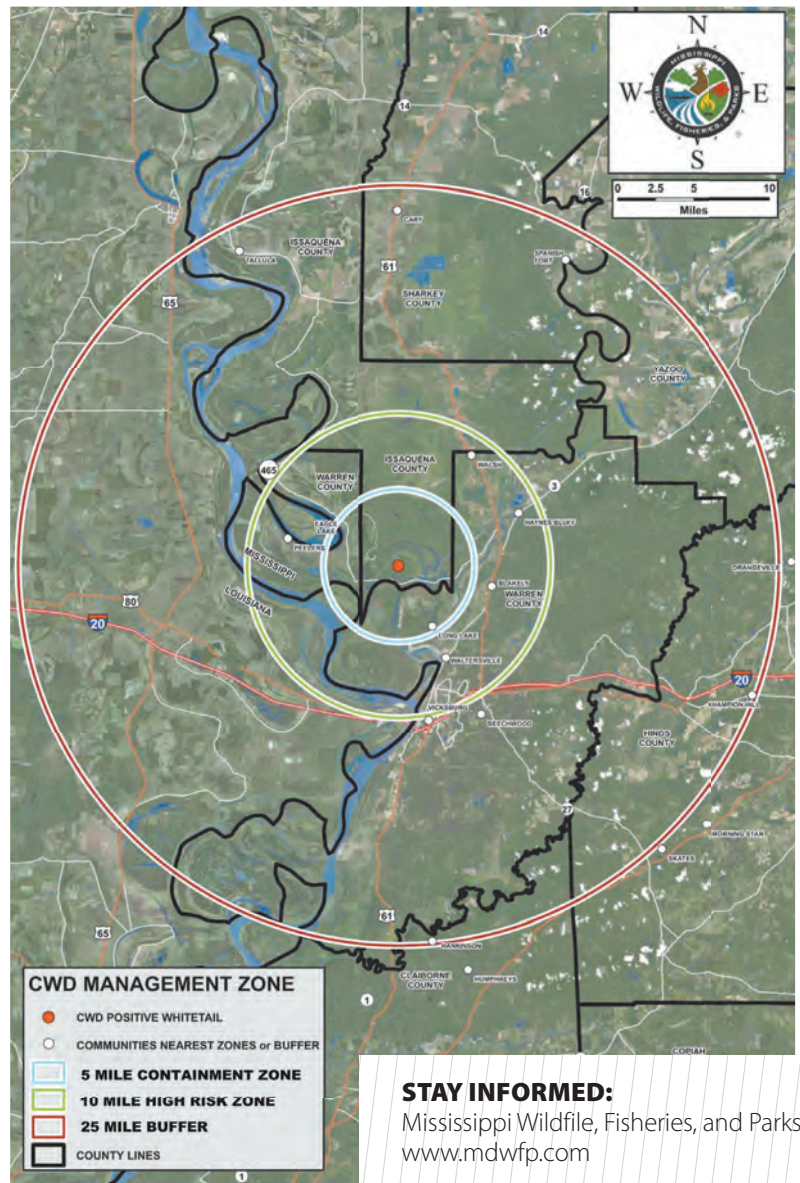 N
W
E
S
MISSISSIPPI
WILDLIFE, FISHERIES, & PARKS
0 2.5 5 10
Miles
14
14
16
CARY
ISSAQUENA
COUNTY
TALLULA
61
SPANISH
FORT
65
SHARKEY
COUNTY
YAZOO
COUNTY
ISSAQUENA
COUNTY
WALSH
465
WARREN
COUNTY
3
HAYNES BLUFF
EAGLE
LAKE
PEELERS
MISSISSIPPI
LOUISIANA
BLAKELY
WARREN
COUNTY
80
20
LONG LAKE
WALTERSVILLE
20
VICKSBURG
BEECHWOOD
HINDS
COUNTY
27
MORNING STAR
SKATES
65
61
HANKINSON
CLAIBORNE
COUNTY
HUMPHREYS
1
COPIAH
CWD MANAGEMENT ZONE
CWD POSITIVE WHITETAIL
COMMUNITIES NEAREST ZONES or BUFFER
5 MILE CONTAINMENT ZONE
10 MILE HIGH RISK ZONE
25 MILE BUFFER
COUNTY LINES
1
STAY INFORMED:
Mississippi Wildfile, Fisheries, and Parks
www.mdwfp.com